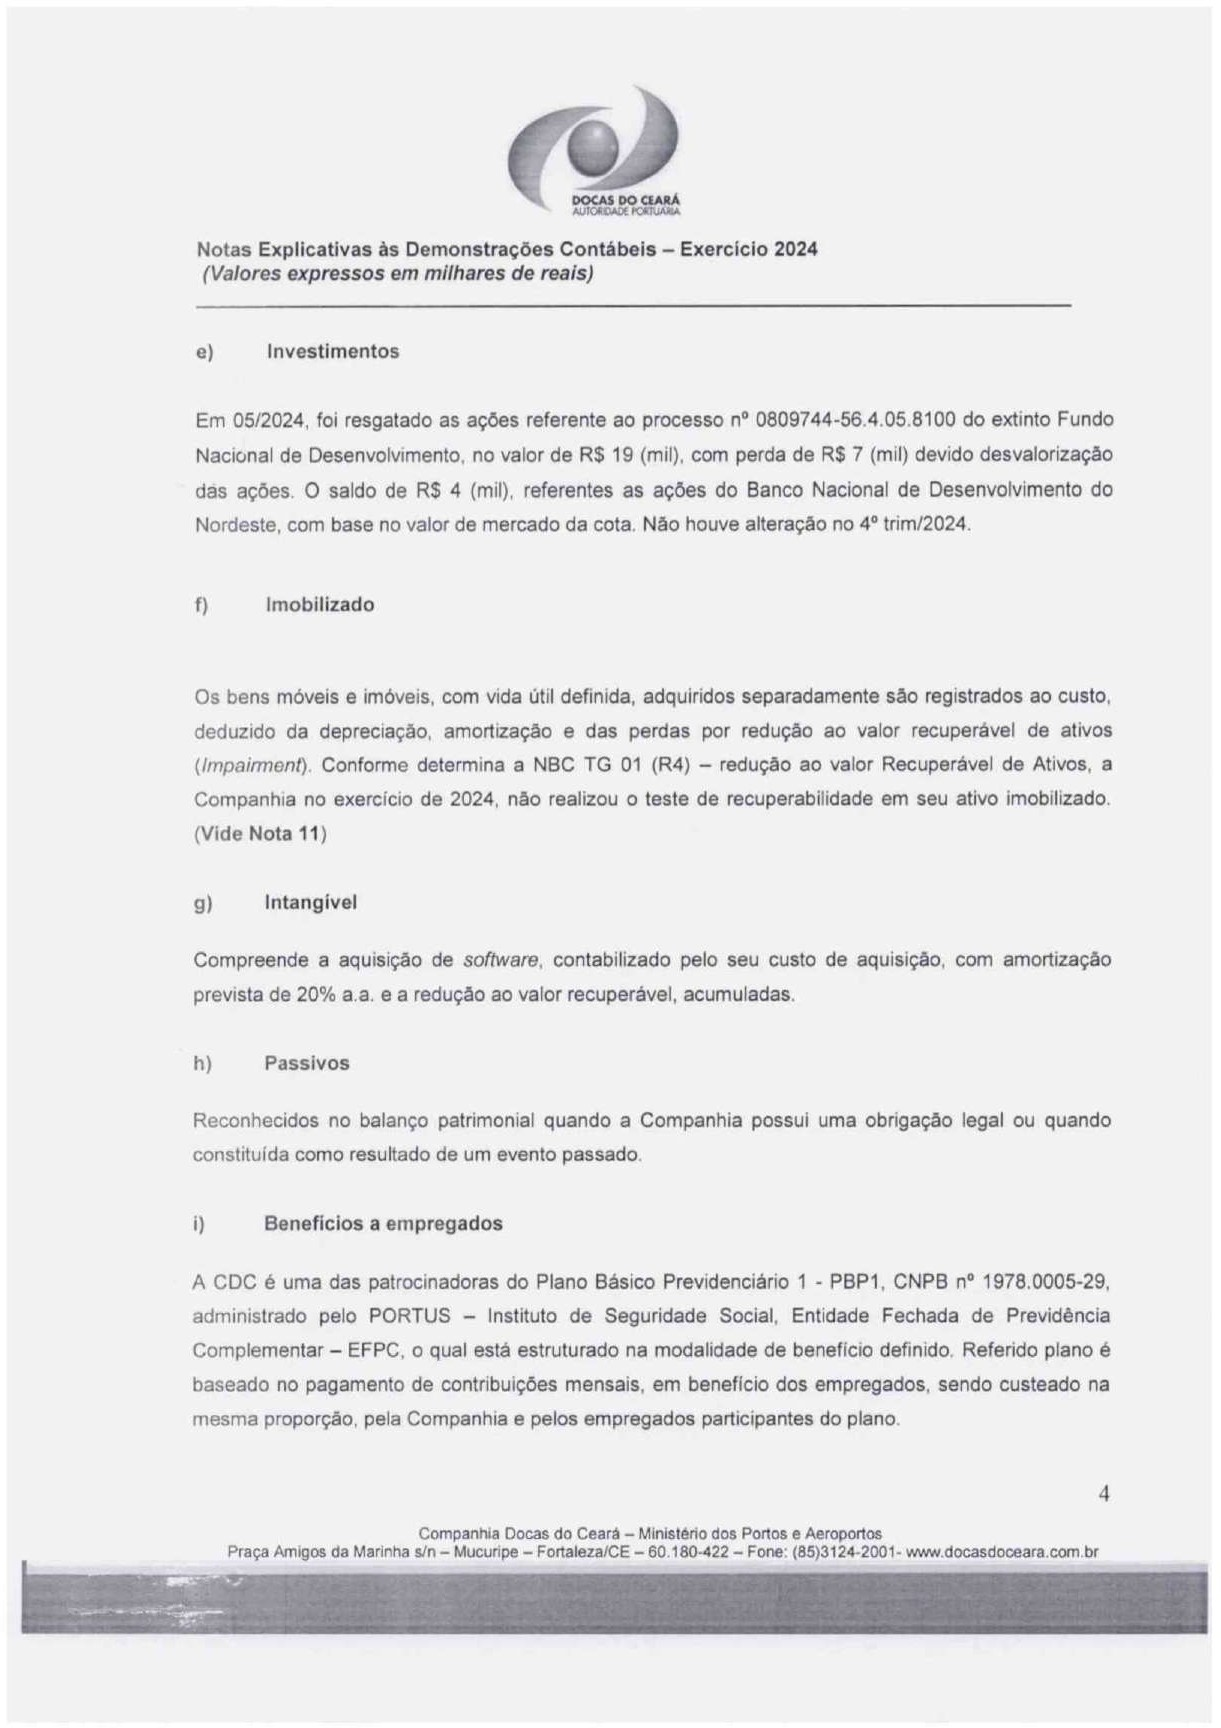 DOCAS DO CEARÁ
AUTORIDADE PORTUÁRIA
Notas Explicativas às Demonstrações Contábeis – Exercício 2024
(Valores expressos em milhares de reais)
e) Investimentos
Em 05/2024, foi resgatado as ações referente ao processo nº 0809744-56.4.05.8100 do extinto Fundo
Nacional de Desenvolvimento, no valor de R$ 19 (mil), com perda de R$ 7 (mil) devido desvalorização
das ações. O saldo de R$ 4 (mil), referentes as ações do Banco Nacional de Desenvolvimento do
Nordeste, com base no valor de mercado da cota. Não houve alteração no 4º trim/2024.
f) Imobilizado
Os bens móveis e imóveis, com vida útil definida, adquiridos separadamente são registrados ao custo,
deduzido da depreciação, amortização e das perdas por redução ao valor recuperável de ativos
(Impairment). Conforme determina a NBC TG 01 (R4) – redução ao valor Recuperável de Ativos, a
Companhia no exercício de 2024, não realizou o teste de recuperabilidade em seu ativo imobilizado.
(Vide Nota 11)
g) Intangível
Compreende a aquisição de software, contabilizado pelo seu custo de aquisição, com amortização
prevista de 20% a.a. e a redução ao valor recuperável, acumuladas.
h) Passivos
Reconhecidos no balanço patrimonial quando a Companhia possui uma obrigação legal ou quando
constituída como resultado de um evento passado.
i) Benefícios a empregados
A CDC é uma das patrocinadoras do Plano Básico Previdenciário 1 - PBP1, CNPB nº 1978.0005-29,
administrado pelo PORTUS – Instituto de Seguridade Social, Entidade Fechada de Previdência
Complementar – EFPC, o qual está estruturado na modalidade de benefício definido. Referido plano é
baseado no pagamento de contribuições mensais, em benefício dos empregados, sendo custeado na
mesma proporção, pela Companhia e pelos empregados participantes do plano.
4
Companhia Docas do Ceará – Ministério dos Portos e Aeroportos
Praça Amigos da Marinha s/n – Mucuripe – Fortaleza/CE – 60.180-422 – Fone: (85)3124-2001- www.docasdoceara.com.br